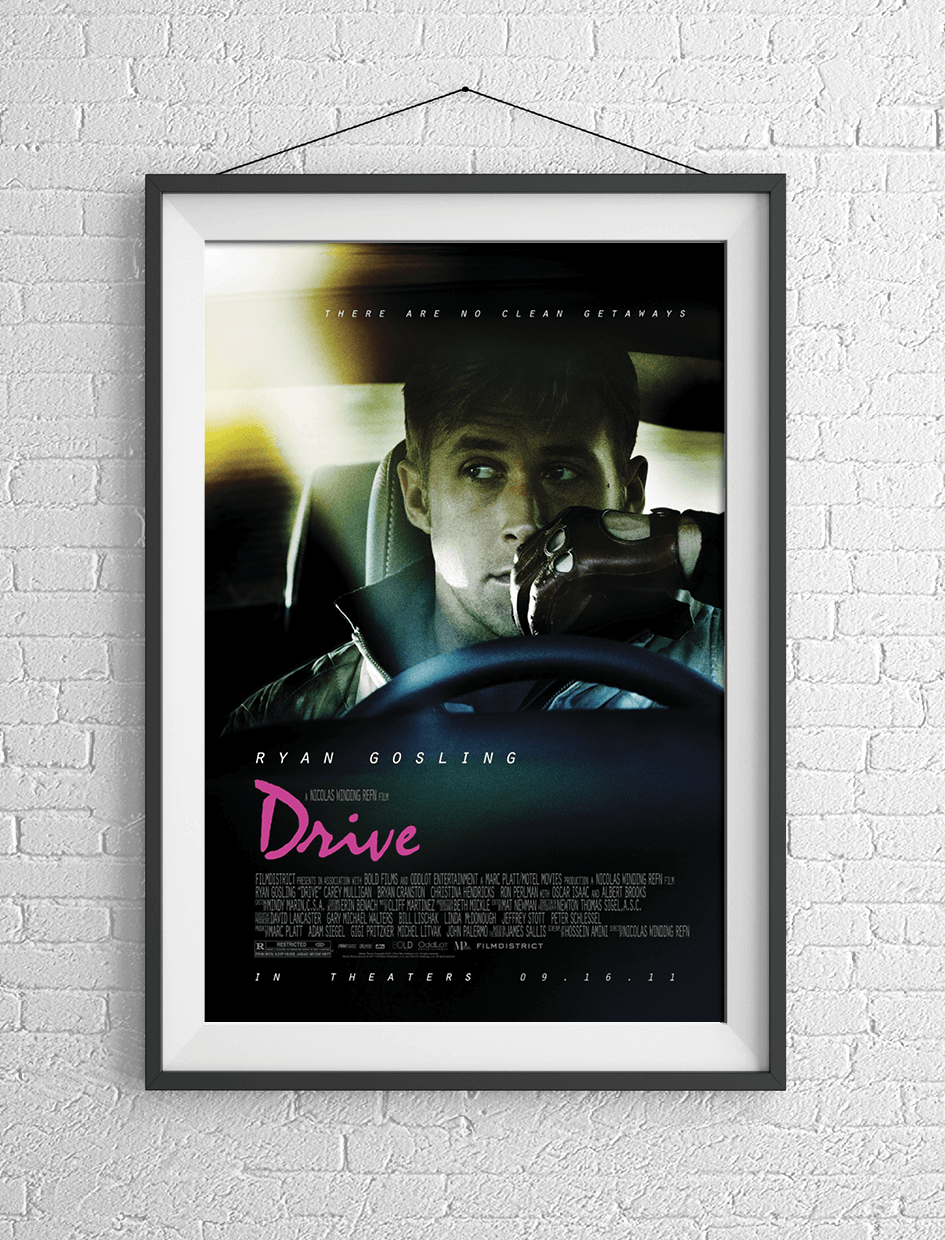 THERE ARE NO CLEAN GETAWAYS
RYAN GOSLING
A NICOLAS WINDING REFN FILM
Drive
FILMDISTRICT PRESENTS IN ASSOCIATION WITH BOLD FILMS AND ODDLOT ENTERTAINMENT A MARC PLATT/MOTEL MOVIES PRODUCTION A NICOLAS WINDING REFN FILM
RYAN GOSLING "DRIVE" CAREY MULLIGAN BRYAN CRANSTON CHRISTINA HENDRICKS RON PERLMAN WITH OSCAR ISAAC AND ALBERT BROOKS
MINDY MARIN, C.S.A. ERIN BENACH CLIFF MARTINEZ BETH MICKLE MAT NEWMAN NEWTON THOMAS SIGEL, A.S.C.
DAVID LANCASTER GARY MICHAEL WALTERS BILL LISCHAK LINDA McDONOUGH JEFFREY STOTT PETER SCHLESSEL
MARC PLATT ADAM SIEGEL GIGI PRITZKER MICHEL LITVAK JOHN PALERMO JAMES SALLIS HOSSEIN AMINI NICOLAS WINDING REFN
R RESTRICTED BOLD OddLot MP FILMDISTRICT
IN THEATERS 09.16.11